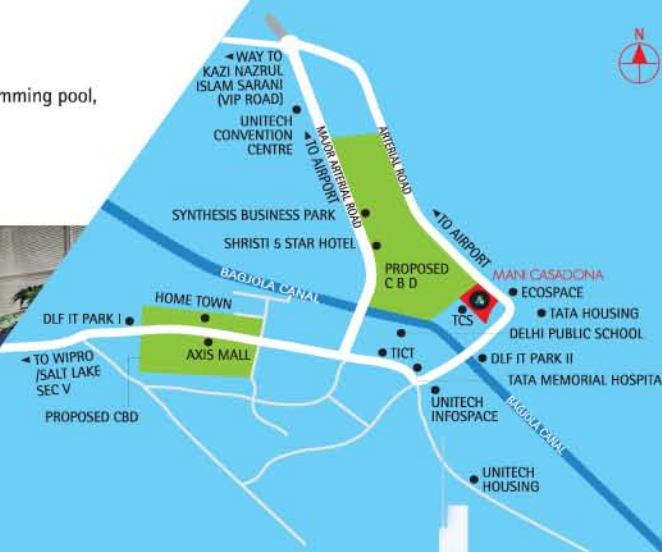 mming pool,
N
◄ WAY TO
KAZI NAZRUL
ISLAM SARANI
(VIP ROAD)
UNITECH
CONVENTION
CENTRE
MAJOR ARTERIAL ROAD
◄TO AIRPORT
ARTERIAL ROAD
◄TO AIRPORT
SYNTHESIS BUSINESS PARK
SHRISTI 5 STAR HOTEL
PROPOSED
C B D
MANI CASADONA
ECOSPACE
TATA HOUSING
TCS
DELHI PUBLIC SCHOOL
BAGJOLA CANAL
HOME TOWN
DLF IT PARK I
AXIS MALL
TICT
DLF IT PARK II
TATA MEMORIAL HOSPITA
◄ TO WIPRO
/SALT LAKE
SEC V
PROPOSED CBD
UNITECH
INFOSPACE
BAGJOLA CANAL
UNITECH
HOUSING